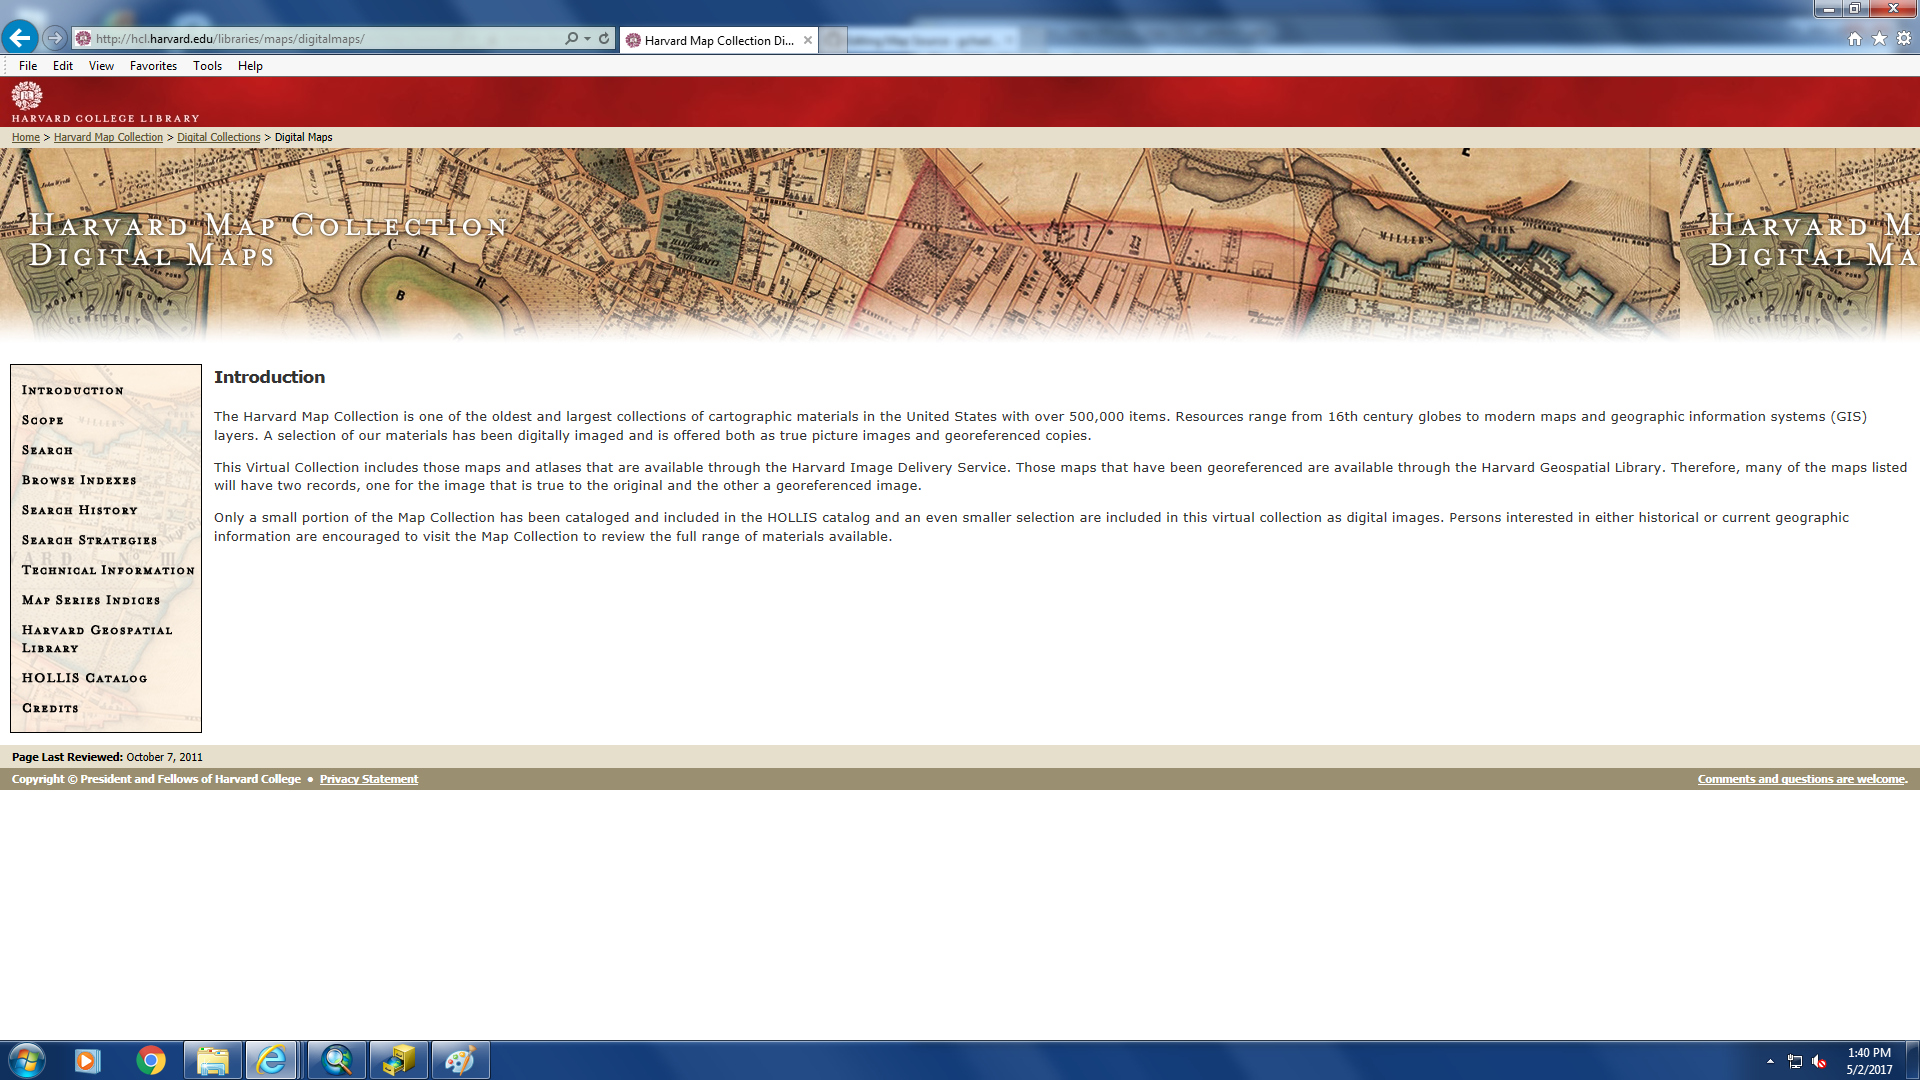 http://hcl.harvard.edu/libraries/maps/digitalmaps/
Harvard Map Collection Di...
File Edit View Favorites Tools Help
HARVARD COLLEGE LIBRARY
Home > Harvard Map Collection > Digital Collections > Digital Maps
HARVARD MAP COLLECTION
DIGITAL MAPS
HARVARD M
DIGITAL MA
MILLER'S
CREEK
CHARL
B
MOUNT AUBURN
CEMETERY
MOUNT AUBURN
CEMETERY
INTRODUCTION
SCOPE
SEARCH
BROWSE INDEXES
SEARCH HISTORY
SEARCH STRATEGIES
TECHNICAL INFORMATION
MAP SERIES INDICES
HARVARD GEOSPATIAL
LIBRARY
HOLLIS CATALOG
CREDITS
Introduction
The Harvard Map Collection is one of the oldest and largest collections of cartographic materials in the United States with over 500,000 items. Resources range from 16th century globes to modern maps and geographic information systems (GIS)
layers. A selection of our materials has been digitally imaged and is offered both as true picture images and georeferenced copies.
This Virtual Collection includes those maps and atlases that are available through the Harvard Image Delivery Service. Those maps that have been georeferenced are available through the Harvard Geospatial Library. Therefore, many of the maps listed
will have two records, one for the image that is true to the original and the other a georeferenced image.
Only a small portion of the Map Collection has been cataloged and included in the HOLLIS catalog and an even smaller selection are included in this virtual collection as digital images. Persons interested in either historical or current geographic
information are encouraged to visit the Map Collection to review the full range of materials available.
Page Last Reviewed: October 7, 2011
Copyright © President and Fellows of Harvard College • Privacy Statement
Comments and questions are welcome.
1:40 PM
5/2/2017